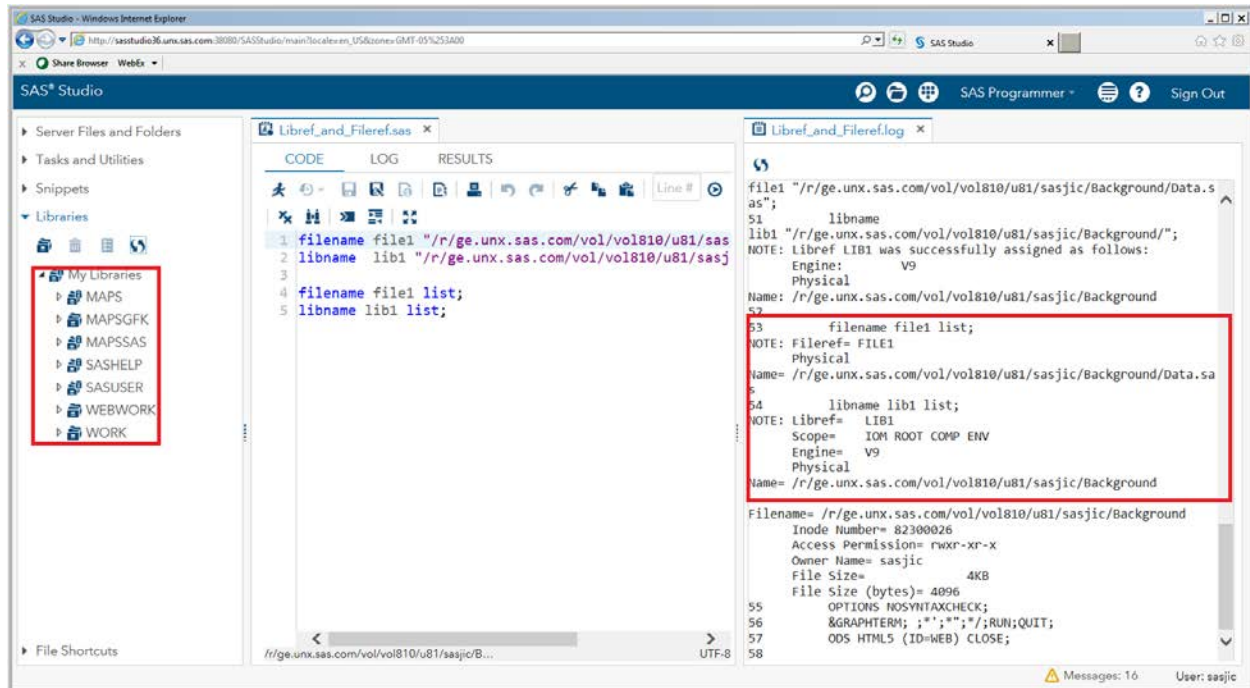 SAS Studio - Windows Internet Explorer
http://sasstudio36.unx.sas.com:38080/SASStudio/main?locale=en_US&zone=GMT-05%253A00
SAS Studio
x Share Browser WebEx
SAS® Studio
SAS Programmer
Sign Out
Server Files and Folders
Tasks and Utilities
Snippets
Libraries
My Libraries
MAPS
MAPSGFK
MAPSSAS
SASHELP
SASUSER
WEBWORK
WORK
File Shortcuts
Libref_and_Fileref.sas ×
CODE LOG RESULTS
Line #
1 filename file1 "/r/ge.unx.sas.com/vol/vol810/u81/sas
2 libname lib1 "/r/ge.unx.sas.com/vol/vol810/u81/sasj
3
4 filename file1 list;
5 libname lib1 list;
/r/ge.unx.sas.com/vol/vol810/u81/sasjic/B...
UTF-8
Libref_and_Fileref.log ×
file1 "/r/ge.unx.sas.com/vol/vol810/u81/sasjic/Background/Data.s
as";
51 libname
lib1 "/r/ge.unx.sas.com/vol/vol810/u81/sasjic/Background/";
NOTE: Libref LIB1 was successfully assigned as follows:
Engine: V9
Physical
Name: /r/ge.unx.sas.com/vol/vol810/u81/sasjic/Background
52
53 filename file1 list;
NOTE: Fileref= FILE1
Physical
Name= /r/ge.unx.sas.com/vol/vol810/u81/sasjic/Background/Data.sa
s
54 libname lib1 list;
NOTE: Libref= LIB1
Scope= IOM ROOT COMP ENV
Engine= V9
Physical
Name= /r/ge.unx.sas.com/vol/vol810/u81/sasjic/Background
Filename= /r/ge.unx.sas.com/vol/vol810/u81/sasjic/Background
Inode Number= 82300026
Access Permission= rwxr-xr-x
Owner Name= sasjic
File Size= 4KB
File Size (bytes)= 4096
55 OPTIONS NOSYNTAXCHECK;
56 &GRAPHTERM; ;*';*";*/;RUN;QUIT;
57 ODS HTML5 (ID=WEB) CLOSE;
58
Messages: 16
User: sasjic